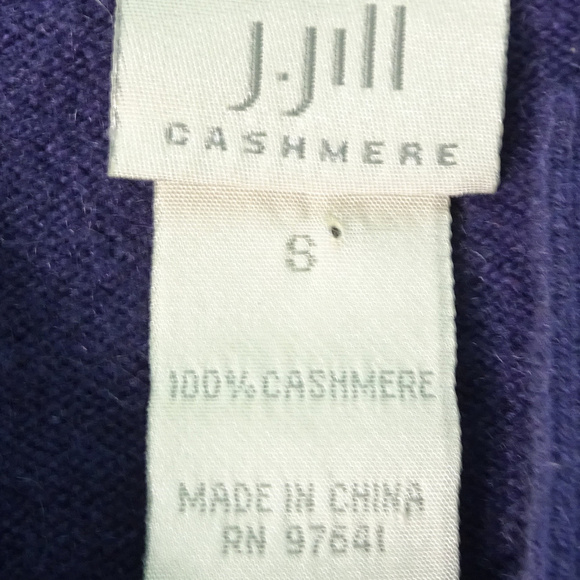 J.Jill
CASHMERE
S
100% CASHMERE
MADE IN CHINA
RN 97641